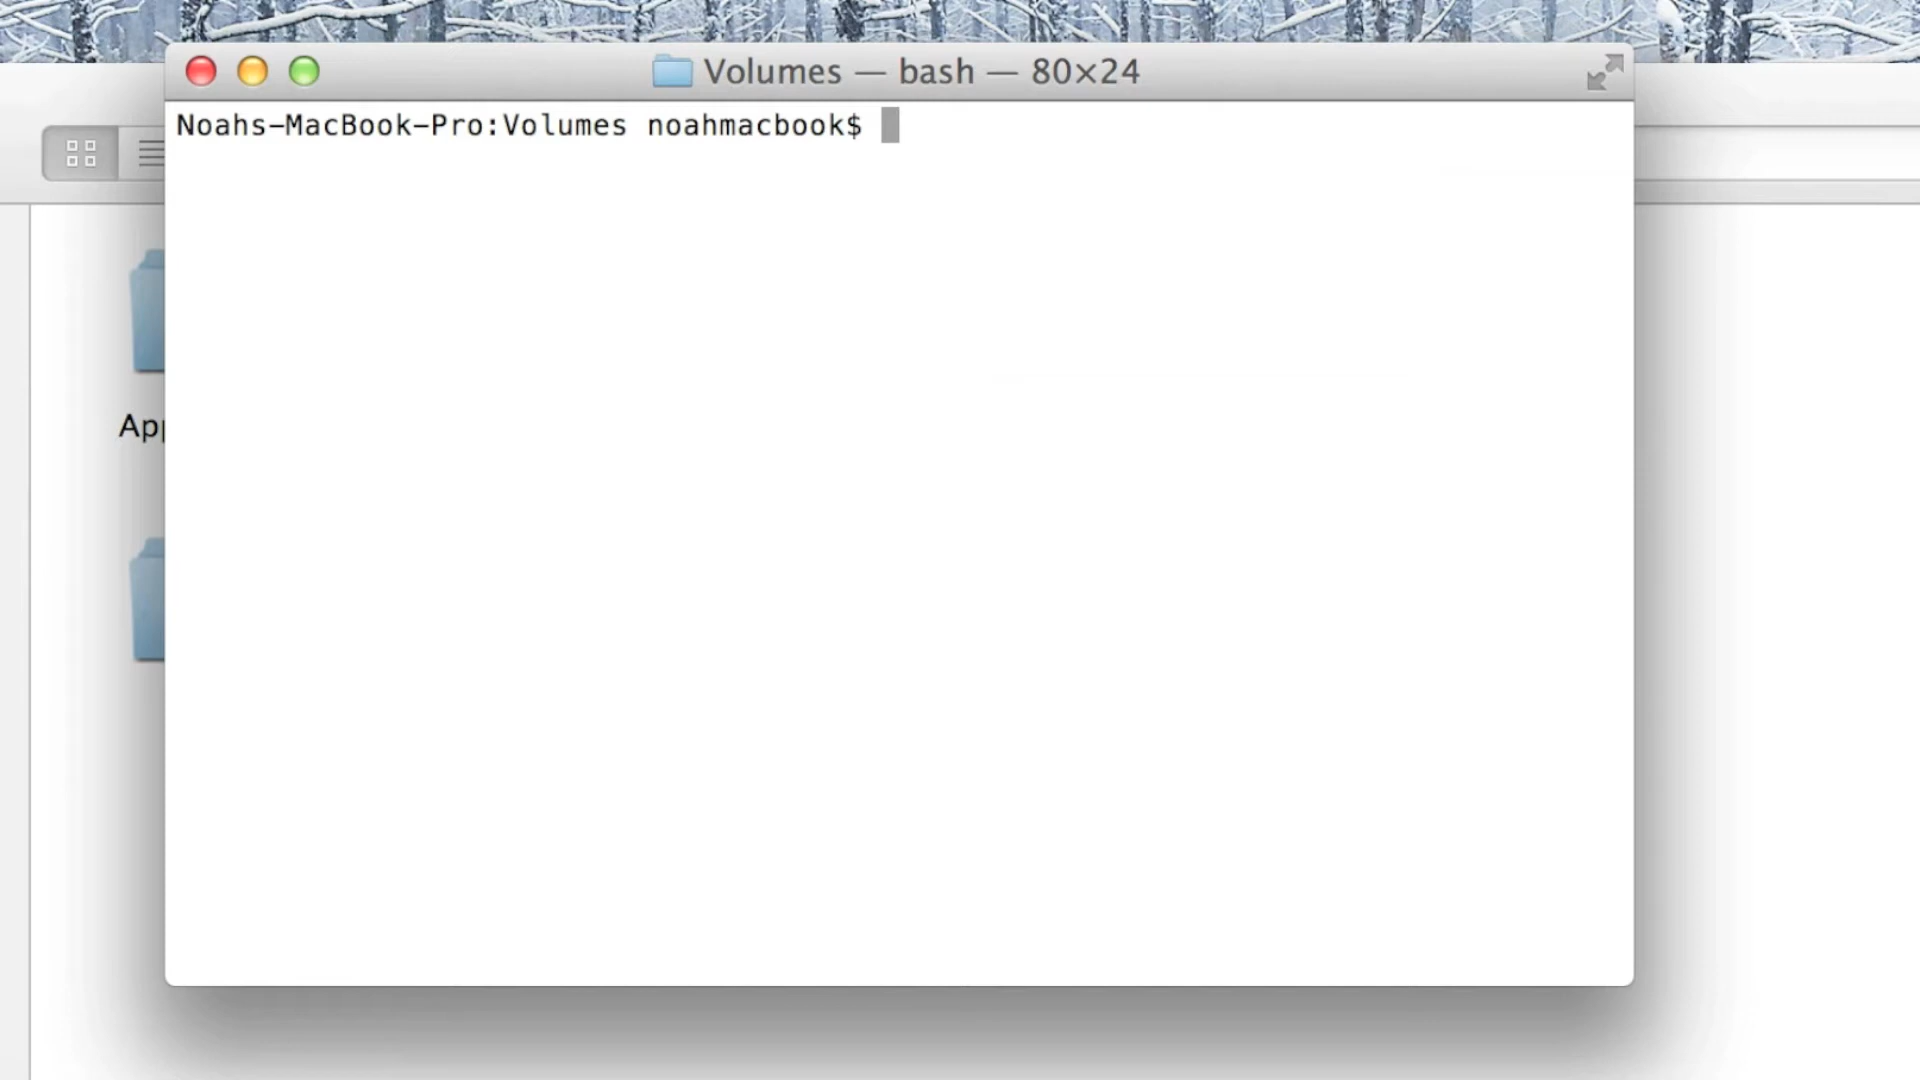 Volumes — bash — 80×24
Noahs-MacBook-Pro:Volumes noahmacbook$